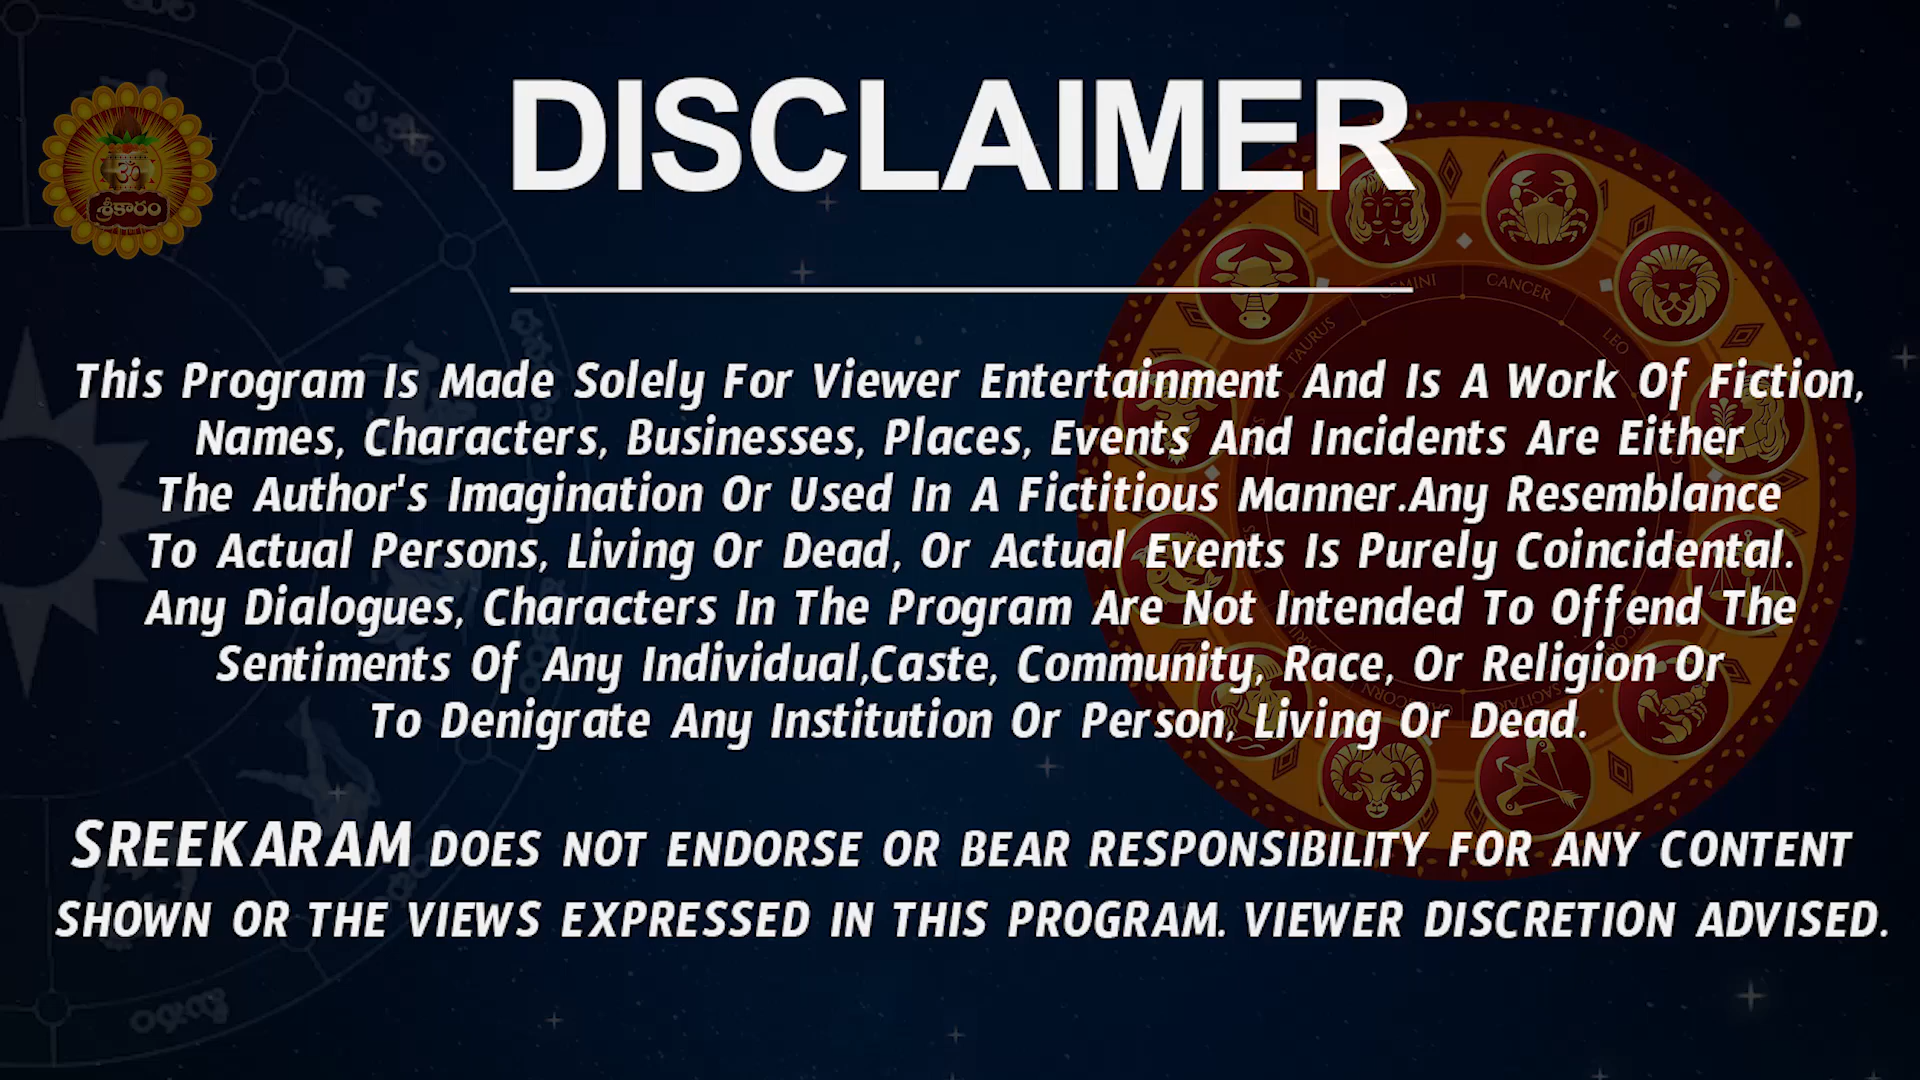 DISCLAIMER
ఓం
శ్రీకారం
GEMINI
CANCER
TAURUS
LEO
This Program Is Made Solely For Viewer Entertainment And Is A Work Of Fiction,
Names, Characters, Businesses, Places, Events And Incidents Are Either
The Author's Imagination Or Used In A Fictitious Manner.Any Resemblance
To Actual Persons, Living Or Dead, Or Actual Events Is Purely Coincidental.
Any Dialogues, Characters In The Program Are Not Intended To Offend The
Sentiments Of Any Individual,Caste, Community, Race, Or Religion Or
To Denigrate Any Institution Or Person, Living Or Dead.
SREEKARAM DOES NOT ENDORSE OR BEAR RESPONSIBILITY FOR ANY CONTENT
SHOWN OR THE VIEWS EXPRESSED IN THIS PROGRAM. VIEWER DISCRETION ADVISED.